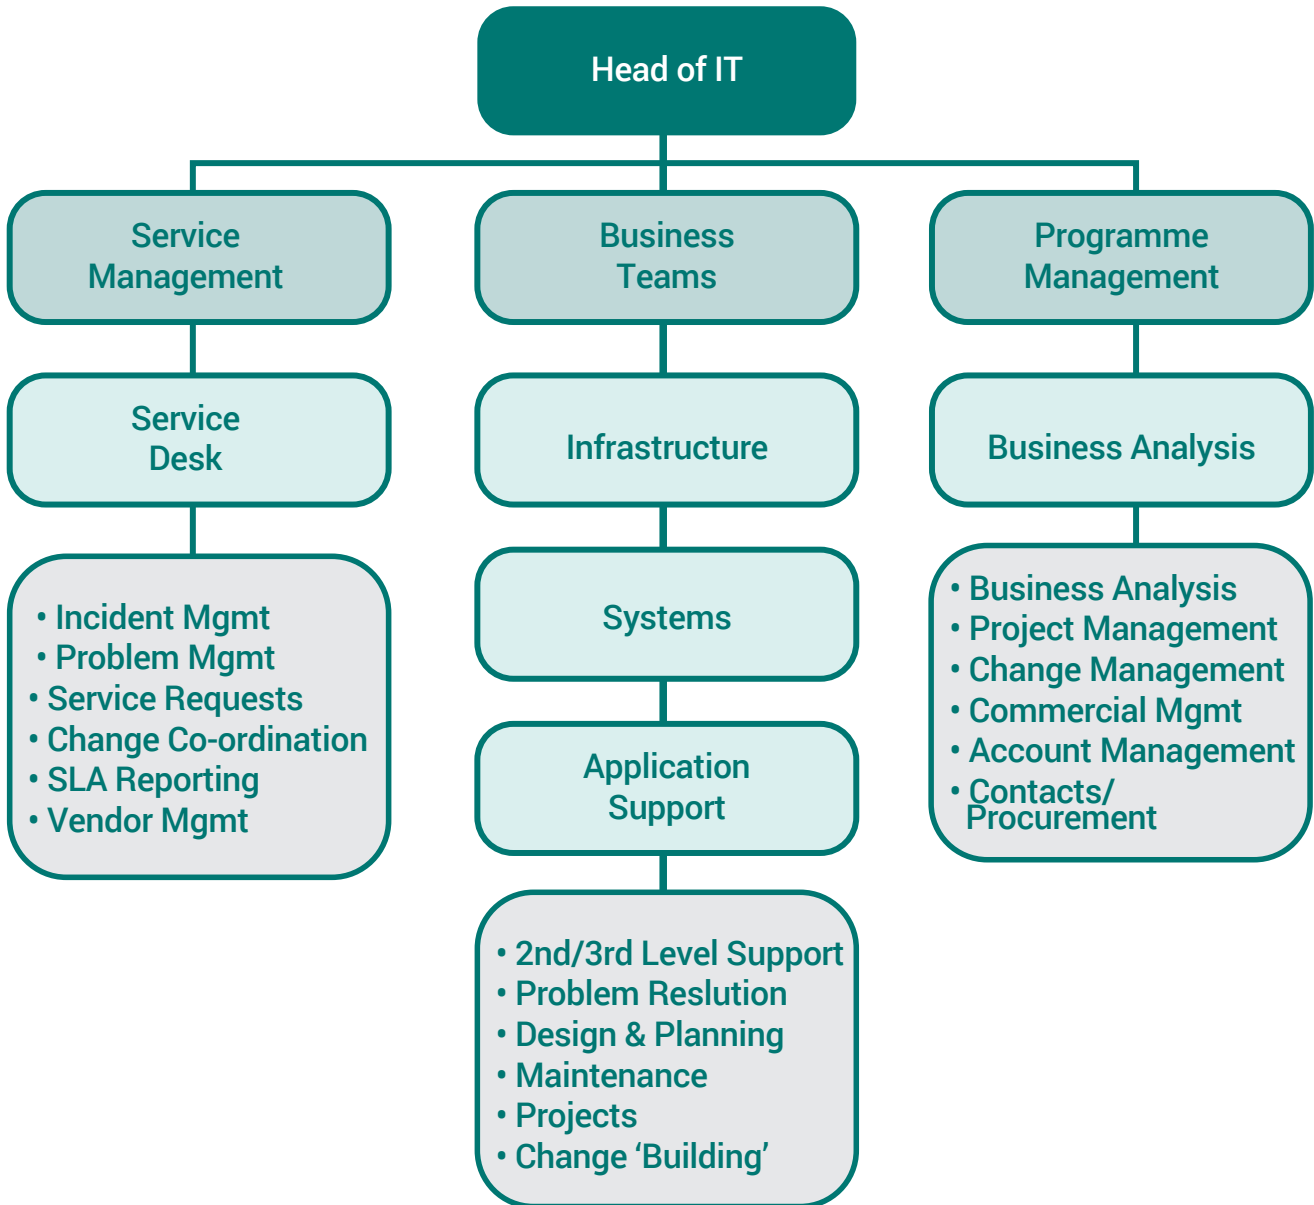 Head of IT
Service
Management
Business
Teams
Programme
Management
Service
Desk
Infrastructure
Business Analysis
Systems
Application
Support
• Incident Mgmt
• Problem Mgmt
• Service Requests
• Change Co-ordination
• SLA Reporting
• Vendor Mgmt
• 2nd/3rd Level Support
• Problem Reslution
• Design & Planning
• Maintenance
• Projects
• Change ‘Building’
• Business Analysis
• Project Management
• Change Management
• Commercial Mgmt
• Account Management
• Contacts/
Procurement